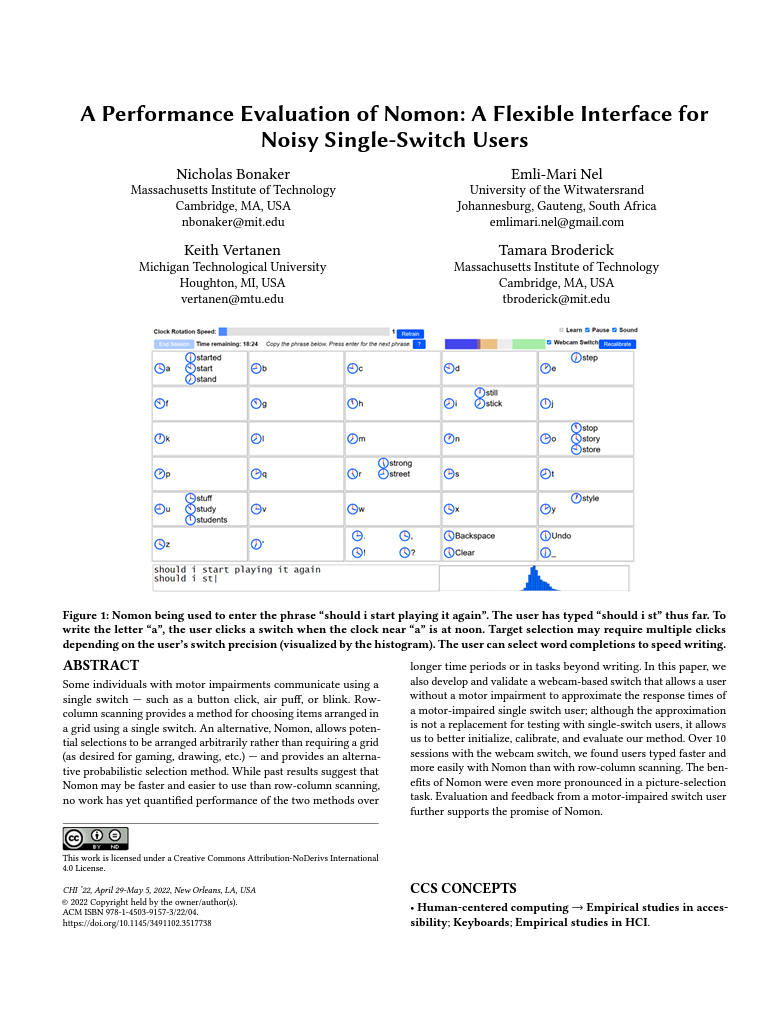 A Performance Evaluation of Nomon: A Flexible Interface for
Noisy Single-Switch Users
Nicholas Bonaker
Massachusetts Institute of Technology
Cambridge, MA, USA
nbonaker@mit.edu
Emli-Mari Nel
University of the Witwatersrand
Johannesburg, Gauteng, South Africa
emlimari.nel@gmail.com
Keith Vertanen
Michigan Technological University
Houghton, MI, USA
vertanen@mtu.edu
Tamara Broderick
Massachusetts Institute of Technology
Cambridge, MA, USA
tbroderick@mit.edu
Clock Rotation Speed: 1 Retrain
Learn Pause Sound
End Session Time remaining: 18:24 Copy the phrase below. Press enter for the next phrase. ?
Webcam Switch Recalibrate
a started start stand
b
c
d
e step
f
g
h
i still stick
j
k
l
m
n
o stop story store
p
q
r strong street
s
t
u stuff study students
v
w
x
y style
z
'
. , ! ?
Backspace Clear
Undo _
should i start playing it again
should i st|
Figure 1: Nomon being used to enter the phrase “should i start playing it again”. The user has typed “should i st” thus far. To
write the letter “a”, the user clicks a switch when the clock near “a” is at noon. Target selection may require multiple clicks
depending on the user’s switch precision (visualized by the histogram). The user can select word completions to speed writing.
ABSTRACT
Some individuals with motor impairments communicate using a
single switch — such as a button click, air puff, or blink. Row-
column scanning provides a method for choosing items arranged in
a grid using a single switch. An alternative, Nomon, allows poten-
tial selections to be arranged arbitrarily rather than requiring a grid
(as desired for gaming, drawing, etc.) — and provides an alterna-
tive probabilistic selection method. While past results suggest that
Nomon may be faster and easier to use than row-column scanning,
no work has yet quantified performance of the two methods over
This work is licensed under a Creative Commons Attribution-NoDerivs International
4.0 License.
CHI ’22, April 29-May 5, 2022, New Orleans, LA, USA
© 2022 Copyright held by the owner/author(s).
ACM ISBN 978-1-4503-9157-3/22/04.
https://doi.org/10.1145/3491102.3517738
longer time periods or in tasks beyond writing. In this paper, we
also develop and validate a webcam-based switch that allows a user
without a motor impairment to approximate the response times of
a motor-impaired single switch user; although the approximation
is not a replacement for testing with single-switch users, it allows
us to better initialize, calibrate, and evaluate our method. Over 10
sessions with the webcam switch, we found users typed faster and
more easily with Nomon than with row-column scanning. The ben-
efits of Nomon were even more pronounced in a picture-selection
task. Evaluation and feedback from a motor-impaired switch user
further supports the promise of Nomon.
CCS CONCEPTS
• Human-centered computing → Empirical studies in acces-
sibility; Keyboards; Empirical studies in HCI.
CC BY ND